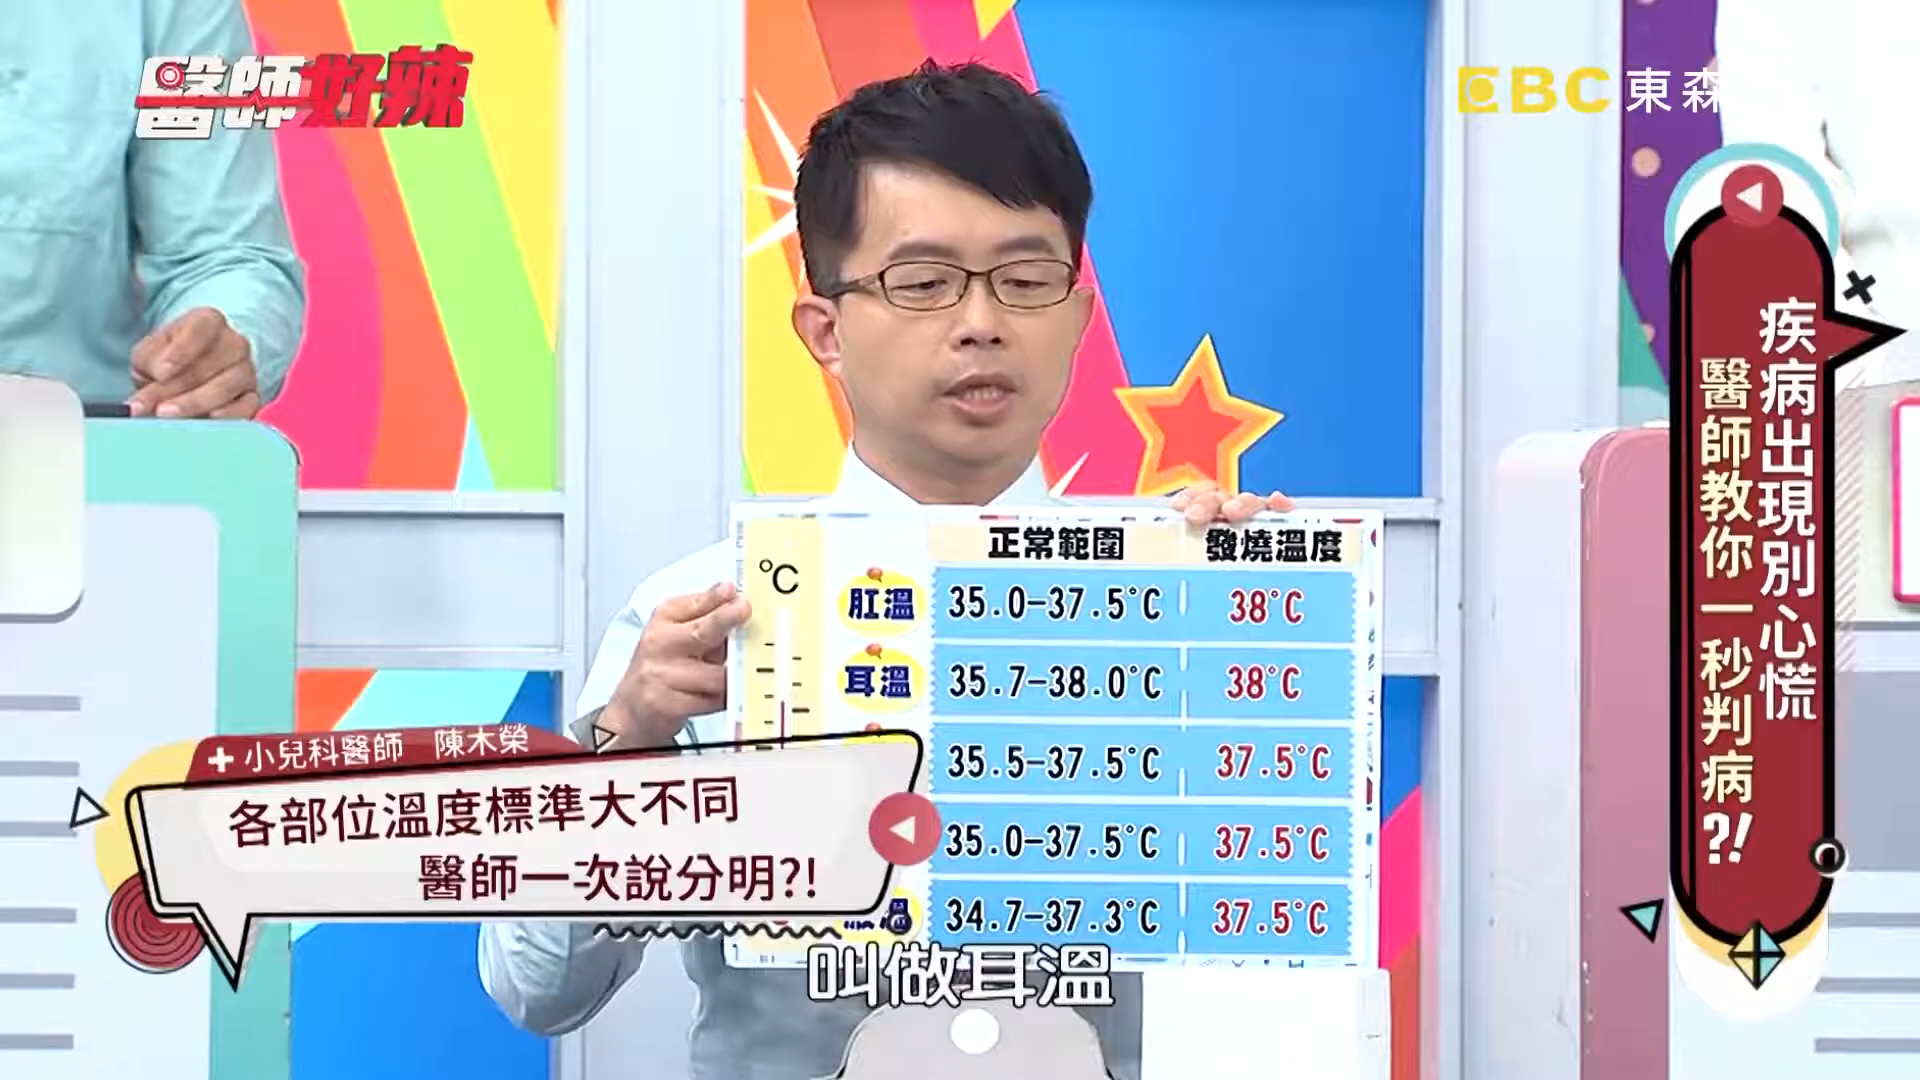 醫師好辣
EBC 東森
疾病出現別心慌
醫師教你一秒判病?!
正常範圍 發燒溫度
°C
肛溫 35.0-37.5°C 38°C
耳溫 35.7-38.0°C 38°C
35.5-37.5°C 37.5°C
35.0-37.5°C 37.5°C
溫 34.7-37.3°C 37.5°C
小兒科醫師 陳木榮
各部位溫度標準大不同
醫師一次說分明?!
叫做耳溫